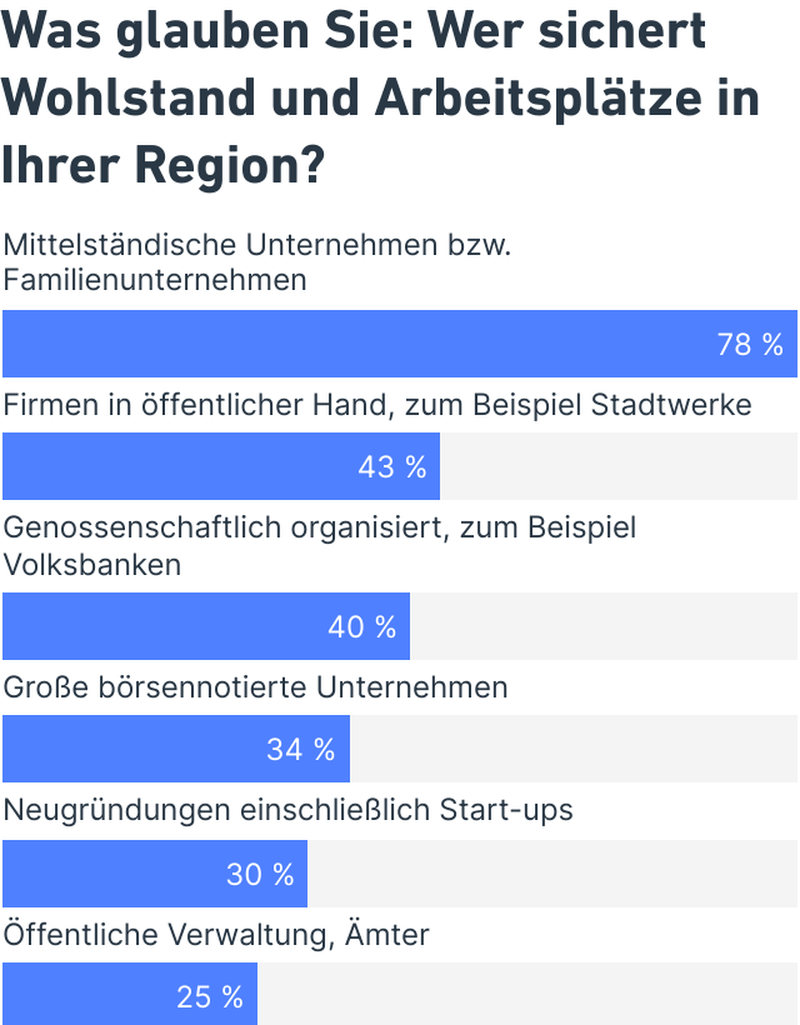 Was glauben Sie: Wer sichert
Wohlstand und Arbeitsplätze in
Ihrer Region?
Mittelständische Unternehmen bzw.
Familienunternehmen
78 %
Firmen in öffentlicher Hand, zum Beispiel Stadtwerke
43 %
Genossenschaftlich organisiert, zum Beispiel
Volksbanken
40 %
Große börsennotierte Unternehmen
34 %
Neugründungen einschließlich Start-ups
30 %
Öffentliche Verwaltung, Ämter
25 %